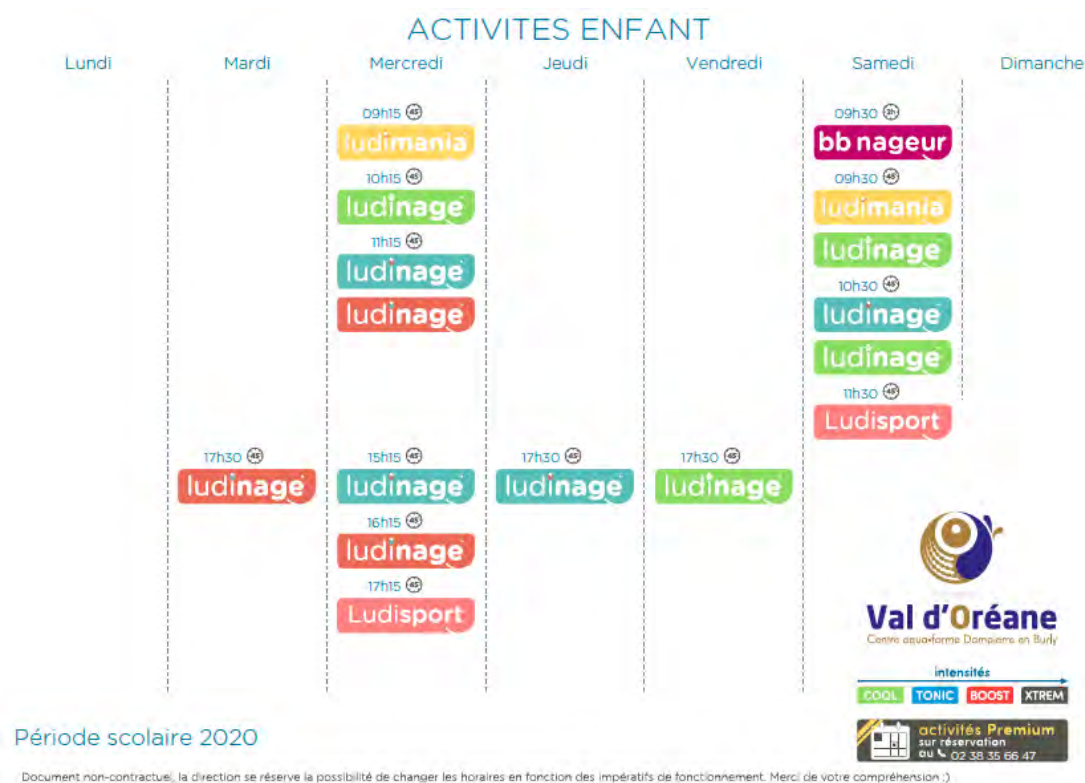 ACTIVITES ENFANT
Lundi Mardi Mercredi Jeudi Vendredi Samedi Dimanche
09h15 45'
ludimania
10h15 45'
ludinage
11h15 45'
ludinage
ludinage
09h30 2h
bb nageur
09h30 45'
ludimania
ludinage
10h30 45'
ludinage
ludinage
11h30 45'
Ludisport
17h30 45'
ludinage
15h15 45'
ludinage
16h15 45'
ludinage
17h15 45'
Ludisport
17h30 45'
ludinage
17h30 45'
ludinage
Val d'Oréane
Centre aqua-forme Dampierre en Burly
intensités
COOL TONIC BOOST XTREM
activités Premium
sur réservation
au 02 38 35 66 47
Période scolaire 2020
Document non-contractuel, la direction se réserve la possibilité de changer les horaires en fonction des impératifs de fonctionnement. Merci de votre compréhension :)